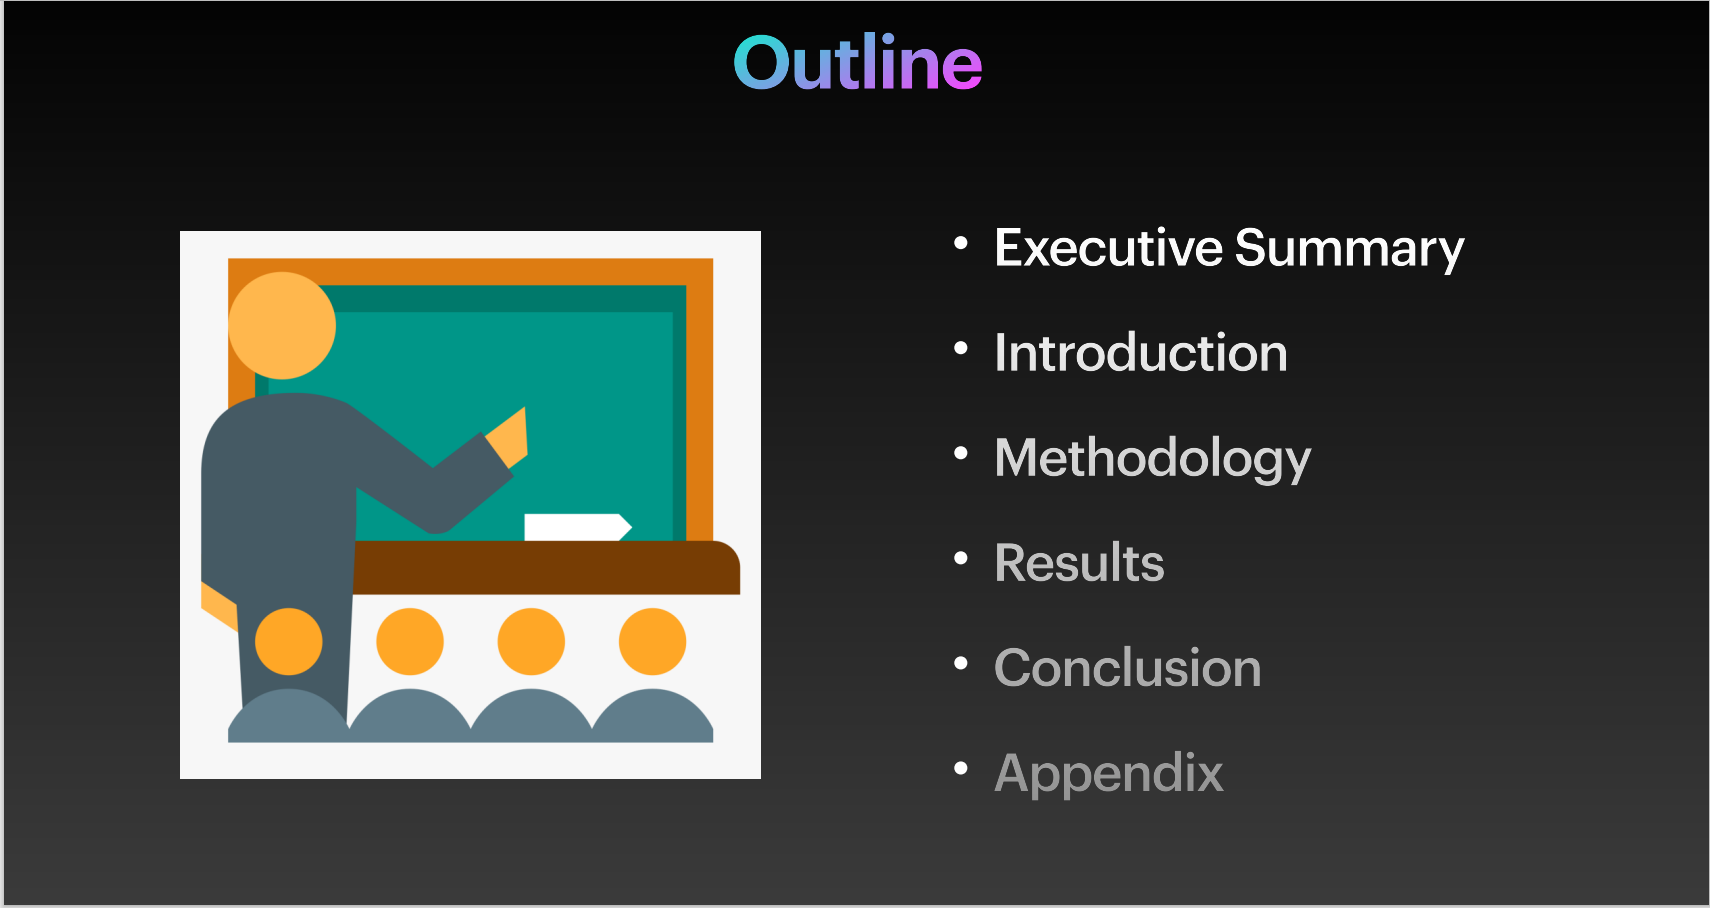 Outline
• Executive Summary
• Introduction
• Methodology
• Results
• Conclusion
• Appendix